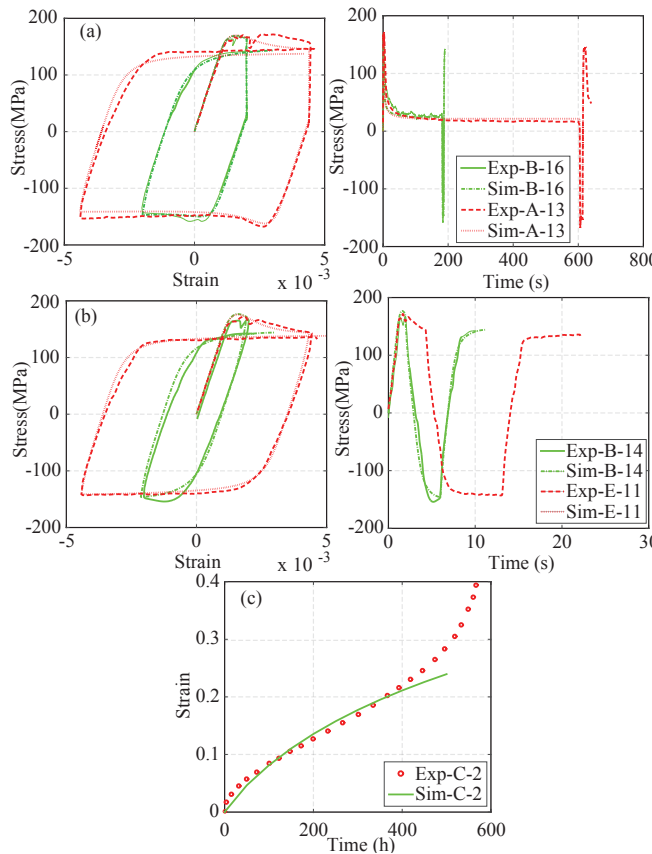 (a)
Stress(MPa)
200
100
0
-100
-200
-5
0
5
Strain
x 10 -3
Stress(MPa)
200
100
0
-100
-200
0
200
400
600
800
Time (s)
Exp-B-16
Sim-B-16
Exp-A-13
Sim-A-13
(b)
Stress(MPa)
200
100
0
-100
-200
-5
0
5
Strain
x 10 -3
Stress(MPa)
200
100
0
-100
-200
0
10
20
30
Time (s)
Exp-B-14
Sim-B-14
Exp-E-11
Sim-E-11
(c)
Strain
0.4
0.3
0.2
0.1
0
0
200
400
600
Time (h)
Exp-C-2
Sim-C-2